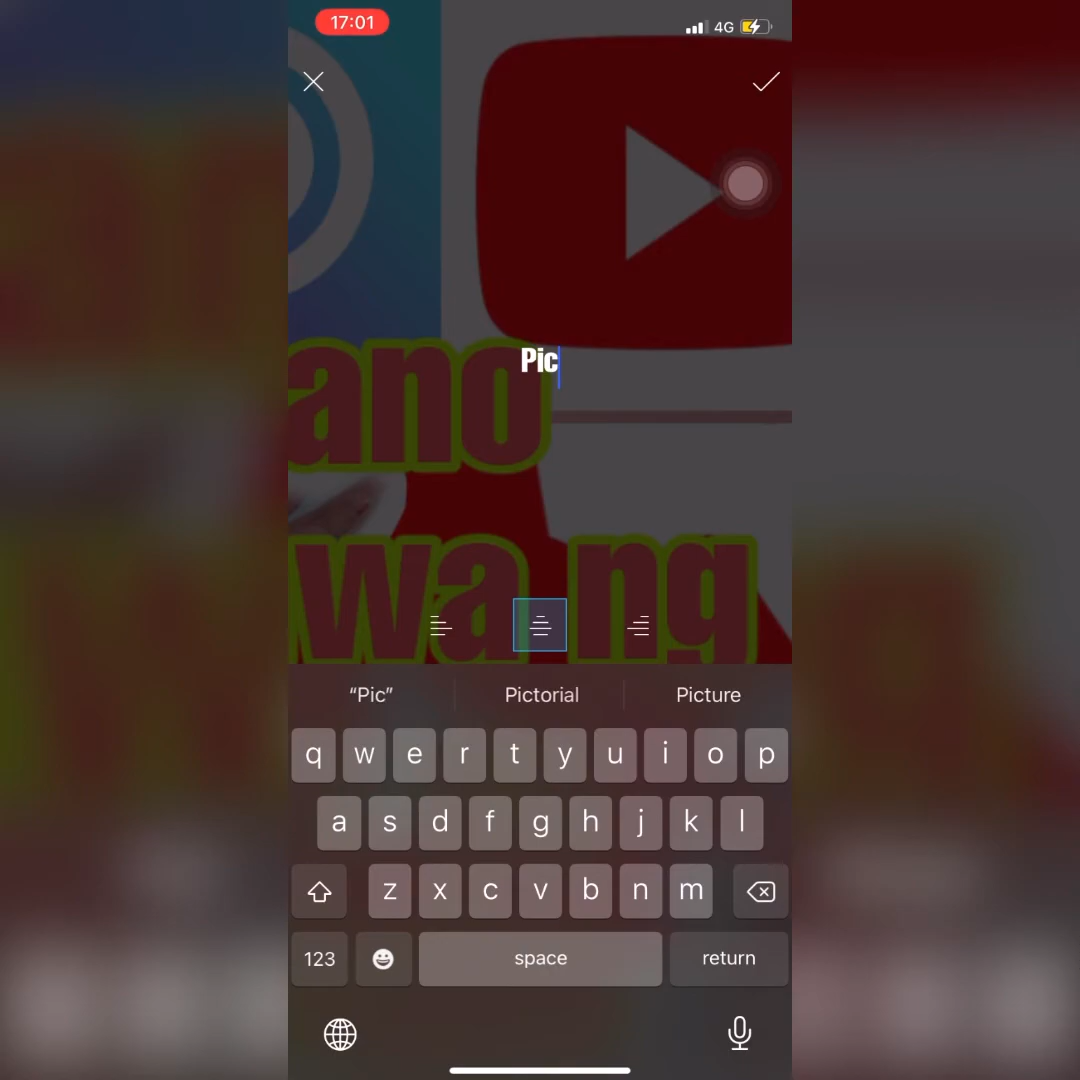 17:01
4G
Pic
ano
wa ng
“Pic” Pictorial Picture
q w e r t y u i o p
a s d f g h j k l
z x c v b n m
123 space return